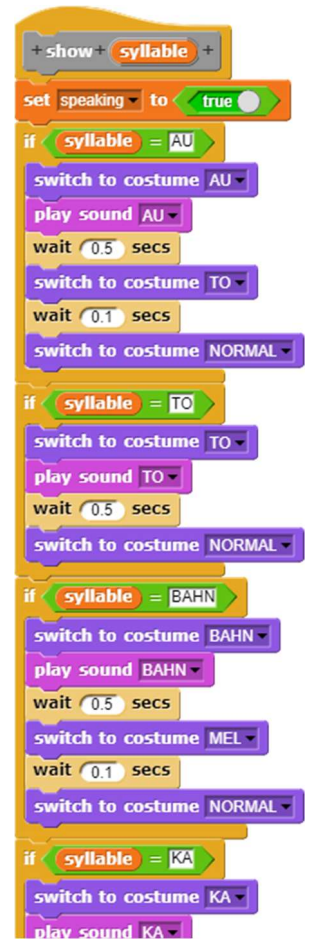 + show + syllable +
set speaking to true
if syllable = AU
switch to costume AU
play sound AU
wait 0.5 secs
switch to costume TO
wait 0.1 secs
switch to costume NORMAL
if syllable = TO
switch to costume TO
play sound TO
wait 0.5 secs
switch to costume NORMAL
if syllable = BAHN
switch to costume BAHN
play sound BAHN
wait 0.5 secs
switch to costume MEL
wait 0.1 secs
switch to costume NORMAL
if syllable = KA
switch to costume KA
play sound KA